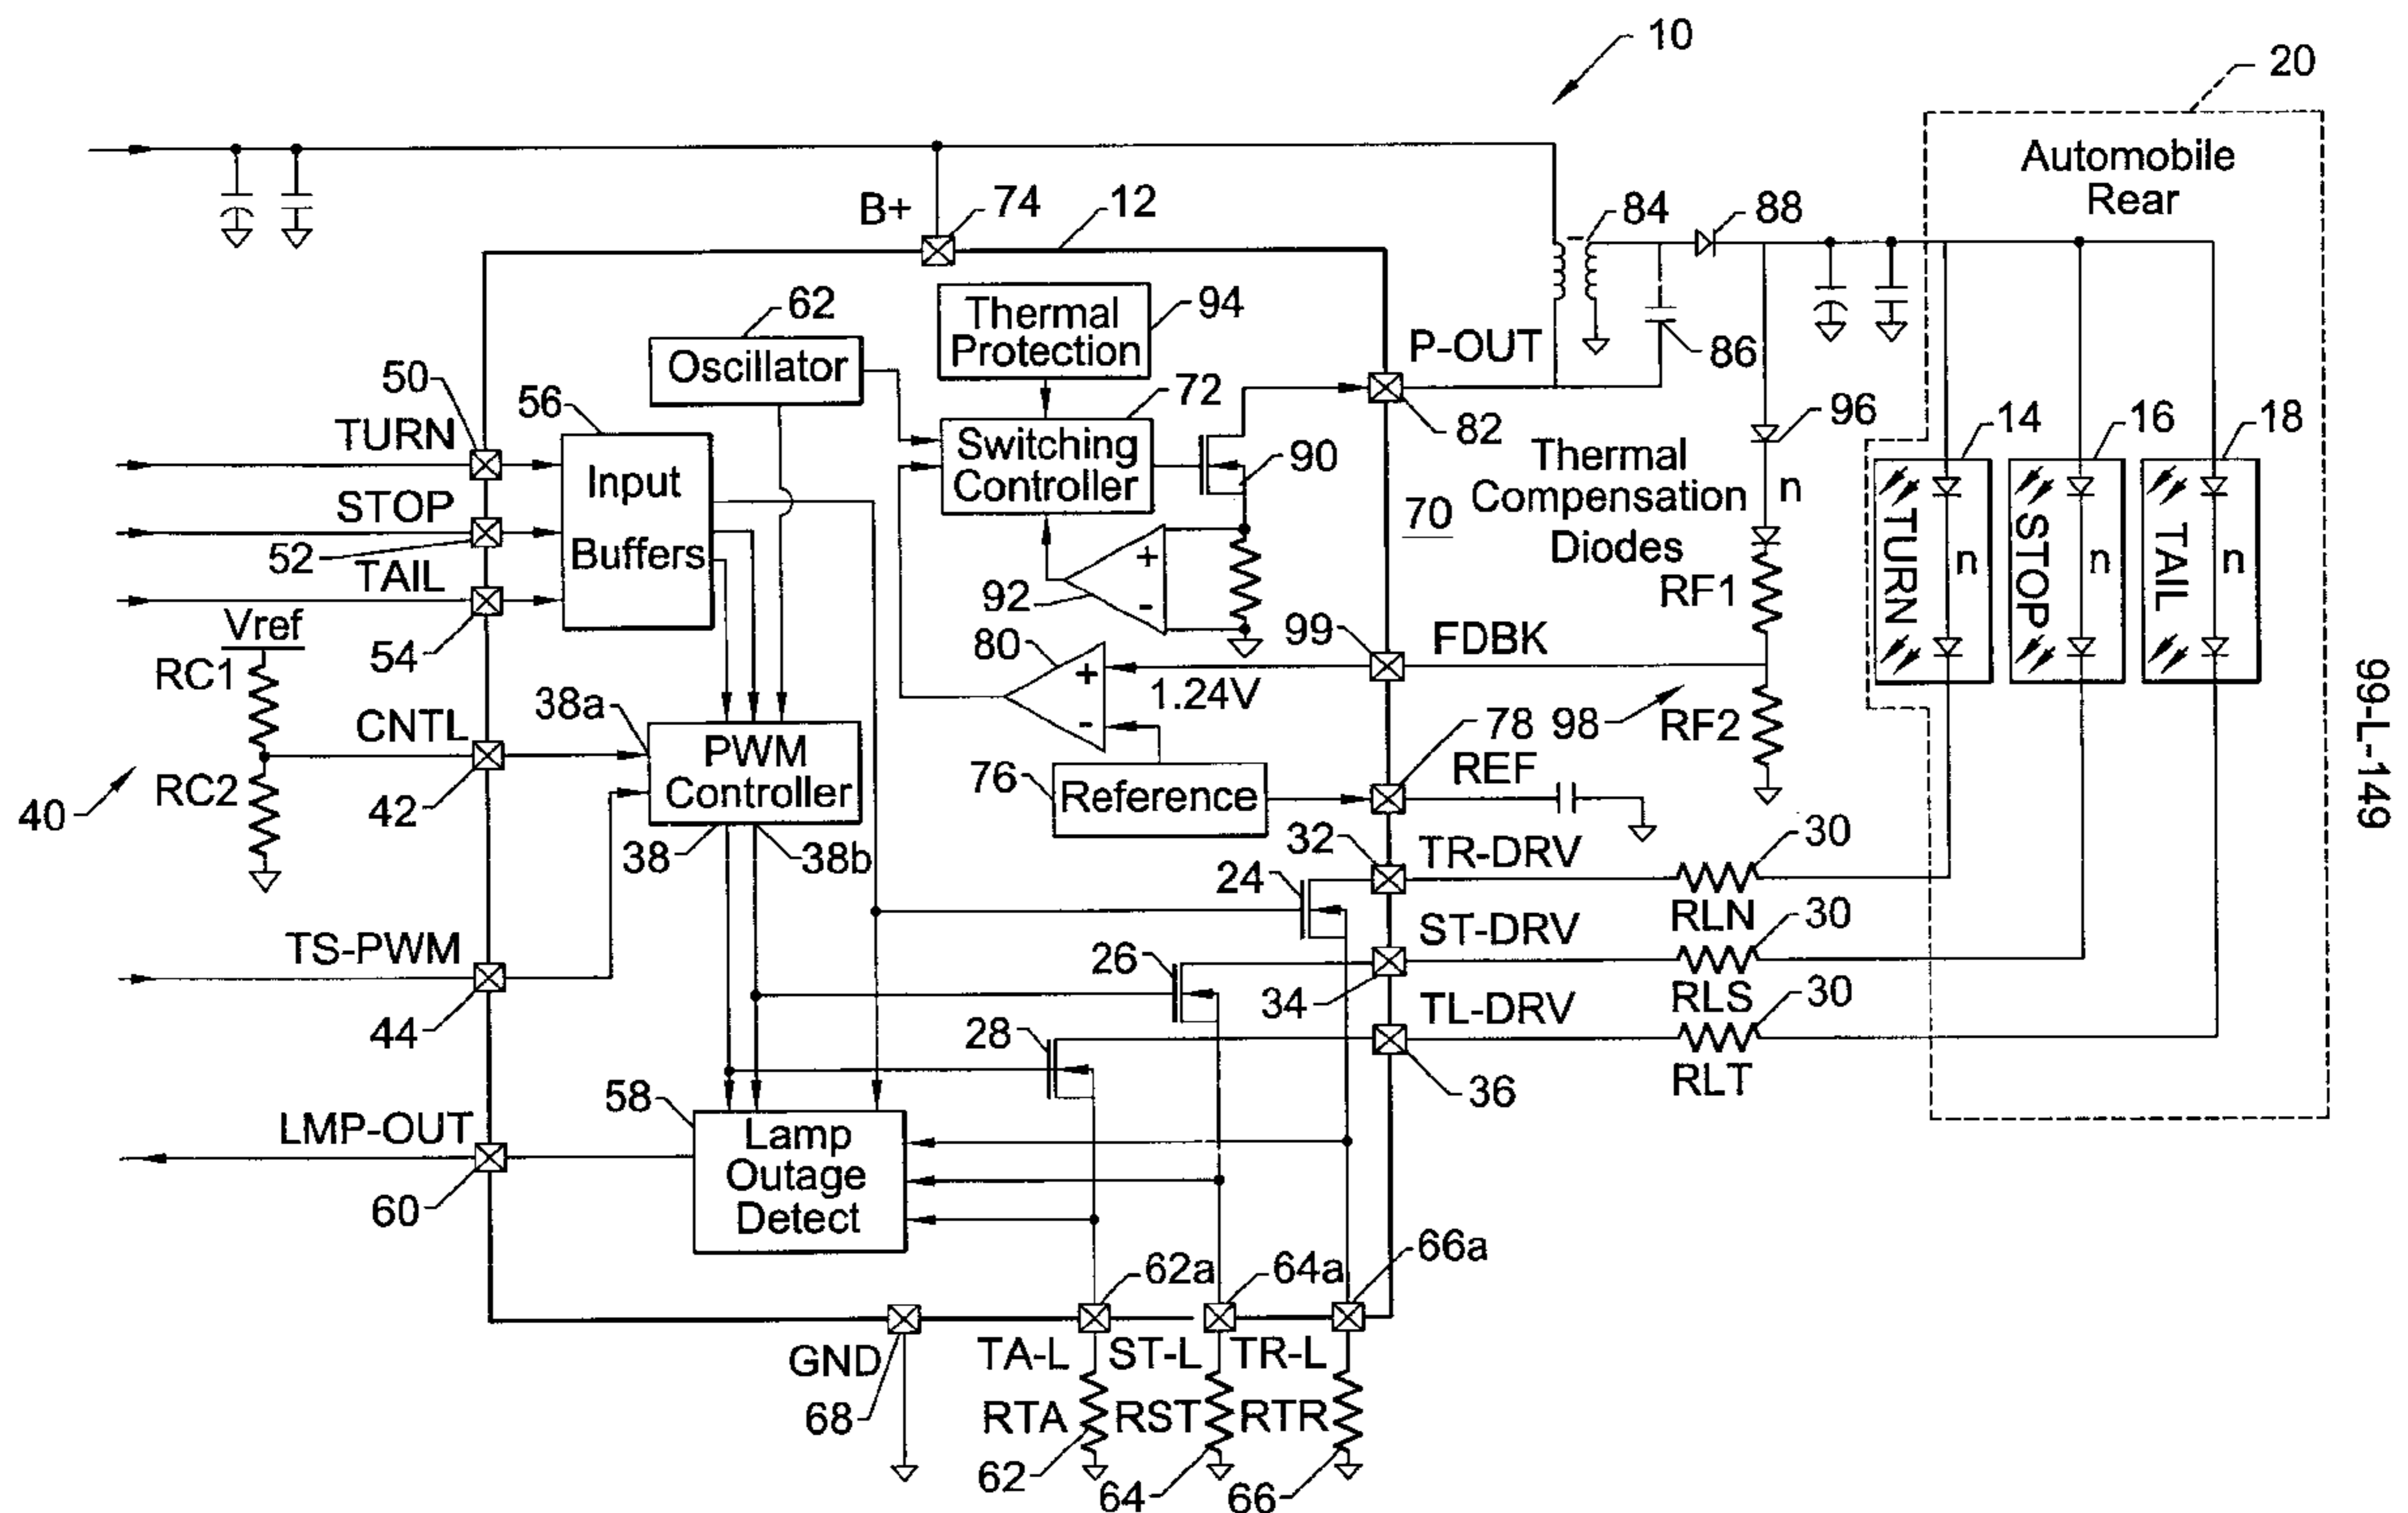 10
20
Automobile
Rear
B+
74
12
84
88
62
Thermal
Protection
94
Oscillator
P-OUT
86
50
56
72
82
96
14
16
18
TURN
Input
Buffers
Switching
Controller
90
Thermal
Compensation
Diodes
n
70
STOP
52
TAIL
54
92
+
-
RF1
TURN
n
STOP
n
TAIL
n
Vref
RC1
RC2
40
80
99
FDBK
+
-
1.24V
38a
CNTL
42
PWM
Controller
38
38b
76
Reference
78
98
RF2
REF
99-L-149
32
TR-DRV
30
24
RLN
TS-PWM
44
26
ST-DRV
30
34
RLS
28
TL-DRV
30
36
RLT
58
LMP-OUT
60
Lamp
Outage
Detect
62a
64a
66a
GND
68
TA-L
ST-L
TR-L
RTA
RST
RTR
62
64
66